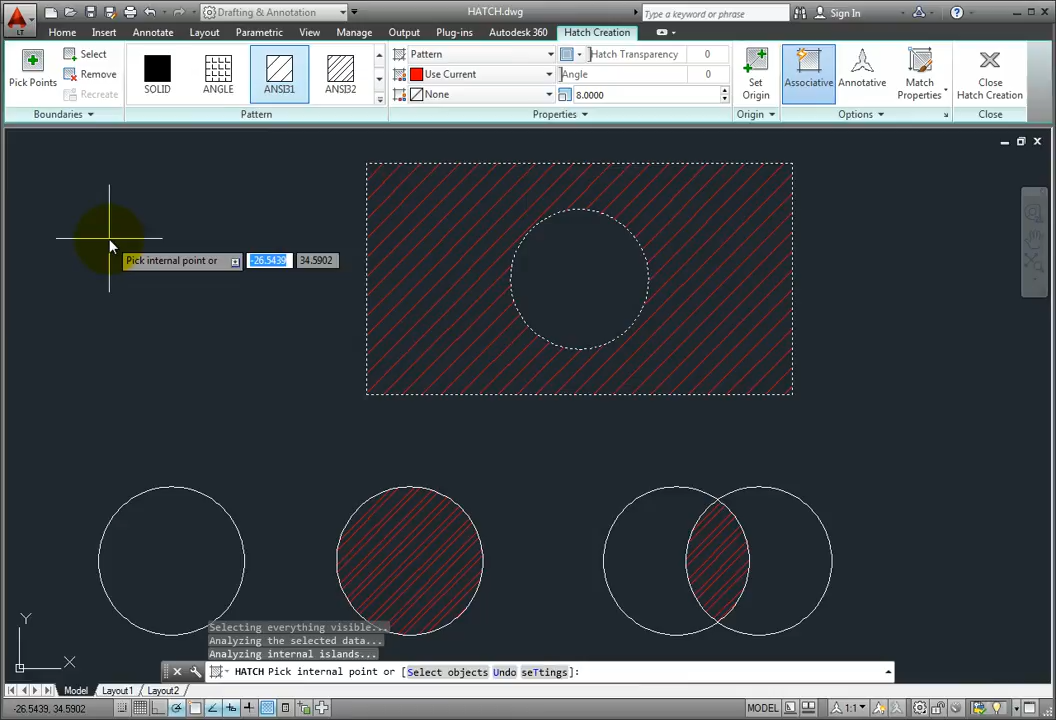 LT
Drafting & Annotation
HATCH.dwg
Type a keyword or phrase
Sign In
Home Insert Annotate Layout Parametric View Manage Output Plug-ins Autodesk 360 Hatch Creation
Pick Points
Select
Remove
Recreate
SOLID
ANGLE
ANSI31
ANSI32
Pattern
Use Current
None
Hatch Transparency 0
Angle 0
8.0000
Set
Origin
Associative
Annotative
Match
Properties
Close
Hatch Creation
Boundaries Pattern Properties Origin Options Close
Pick internal point or -26.5439 34.5902
Y
X
Selecting everything visible...
Analyzing the selected data...
Analyzing internal islands...
HATCH Pick internal point or [Select objects Undo seTtings]:
Model Layout1 Layout2
-26.5439, 34.5902
MODEL
1:1